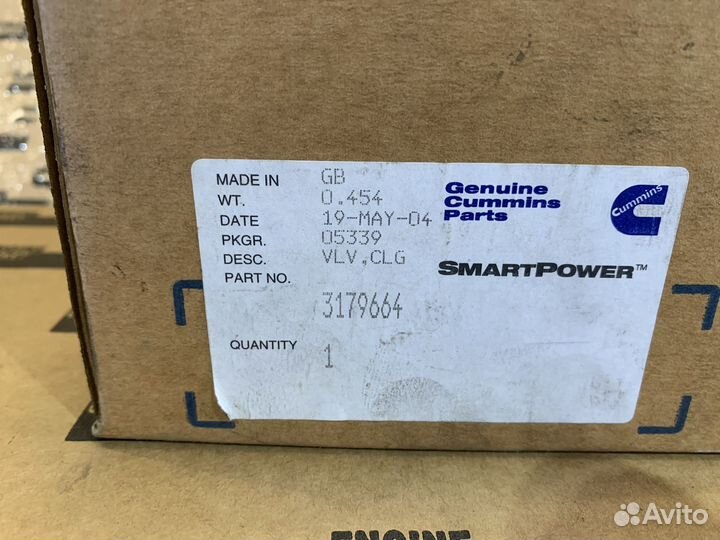 MADE IN GB
WT. 0.454
DATE 19-MAY-04
PKGR. 05339
DESC. VLV,CLG
PART NO.
3179664
QUANTITY 1
Genuine
Cummins
Parts
Cummins
SMARTPOWER™
ENGINE
Avito